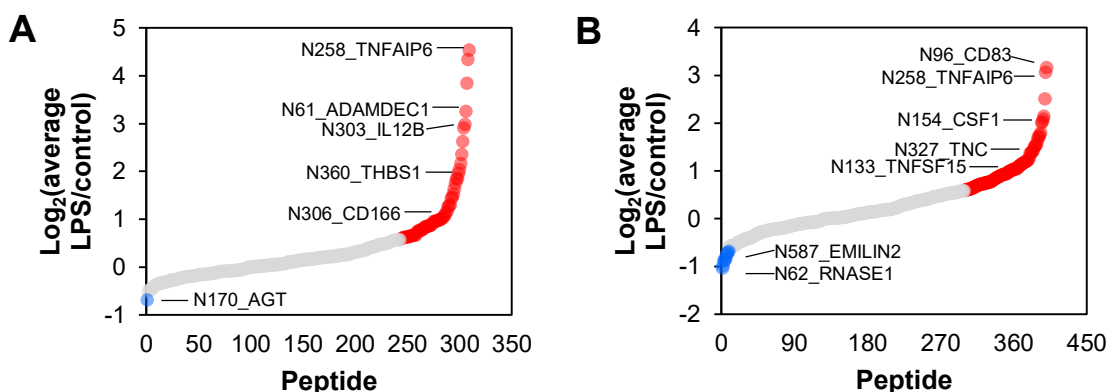 A
Log2(average
LPS/control)
5
4
3
2
1
0
-1
N258_TNFAIP6
N61_ADAMDEC1
N303_IL12B
N360_THBS1
N306_CD166
N170_AGT
0 50 100 150 200 250 300 350
Peptide
B
Log2(average
LPS/control)
4
3
2
1
0
-1
-2
N96_CD83
N258_TNFAIP6
N154_CSF1
N327_TNC
N133_TNFSF15
N587_EMILIN2
N62_RNASE1
0 90 180 270 360 450
Peptide